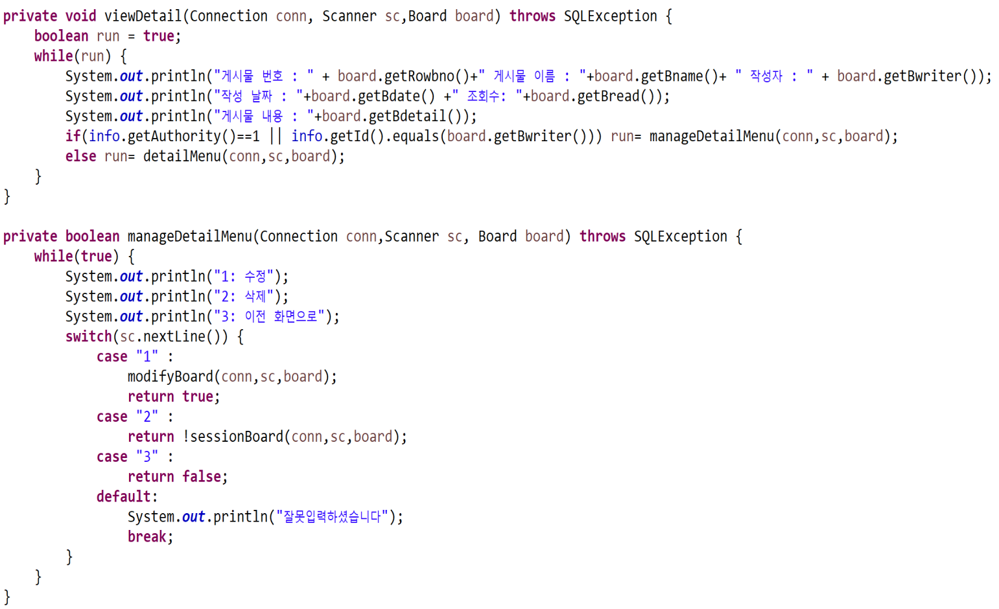 private void viewDetail(Connection conn, Scanner sc,Board board) throws SQLException {
    boolean run = true;
    while(run) {
        System.out.println("게시물 번호 : " + board.getRowbno()+" 게시물 이름 : "+board.getBname()+ " 작성자 : " + board.getBwriter());
        System.out.println("작성 날짜 : "+board.getBdate() +" 조회수: "+board.getBread());
        System.out.println("게시물 내용 : "+board.getBdetail());
        if(info.getAuthority()==1 || info.getId().equals(board.getBwriter())) run= manageDetailMenu(conn,sc,board);
        else run= detailMenu(conn,sc,board);
    }
}

private boolean manageDetailMenu(Connection conn,Scanner sc, Board board) throws SQLException {
    while(true) {
        System.out.println("1: 수정");
        System.out.println("2: 삭제");
        System.out.println("3: 이전 화면으로");
        switch(sc.nextLine()) {
            case "1" :
                modifyBoard(conn,sc,board);
                return true;
            case "2" :
                return !sessionBoard(conn,sc,board);
            case "3" :
                return false;
            default:
                System.out.println("잘못입력하셨습니다");
                break;
        }
    }
}